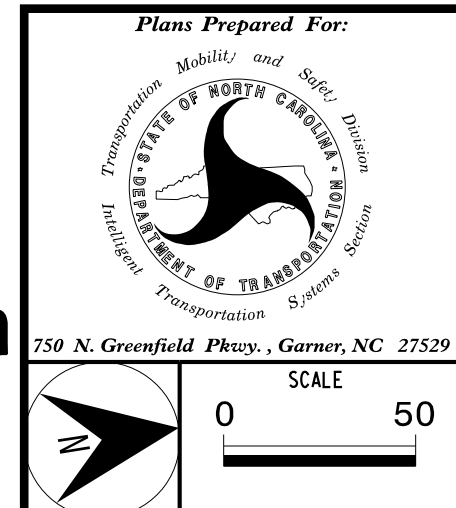 Plans Prepared For:
Transportation Mobility and Safety Division
STATE OF NORTH CAROLINA
DEPARTMENT OF TRANSPORTATION
Intelligent Transportation Systems Section
750 N. Greenfield Pkwy., Garner, NC 27529
N
SCALE
0 50